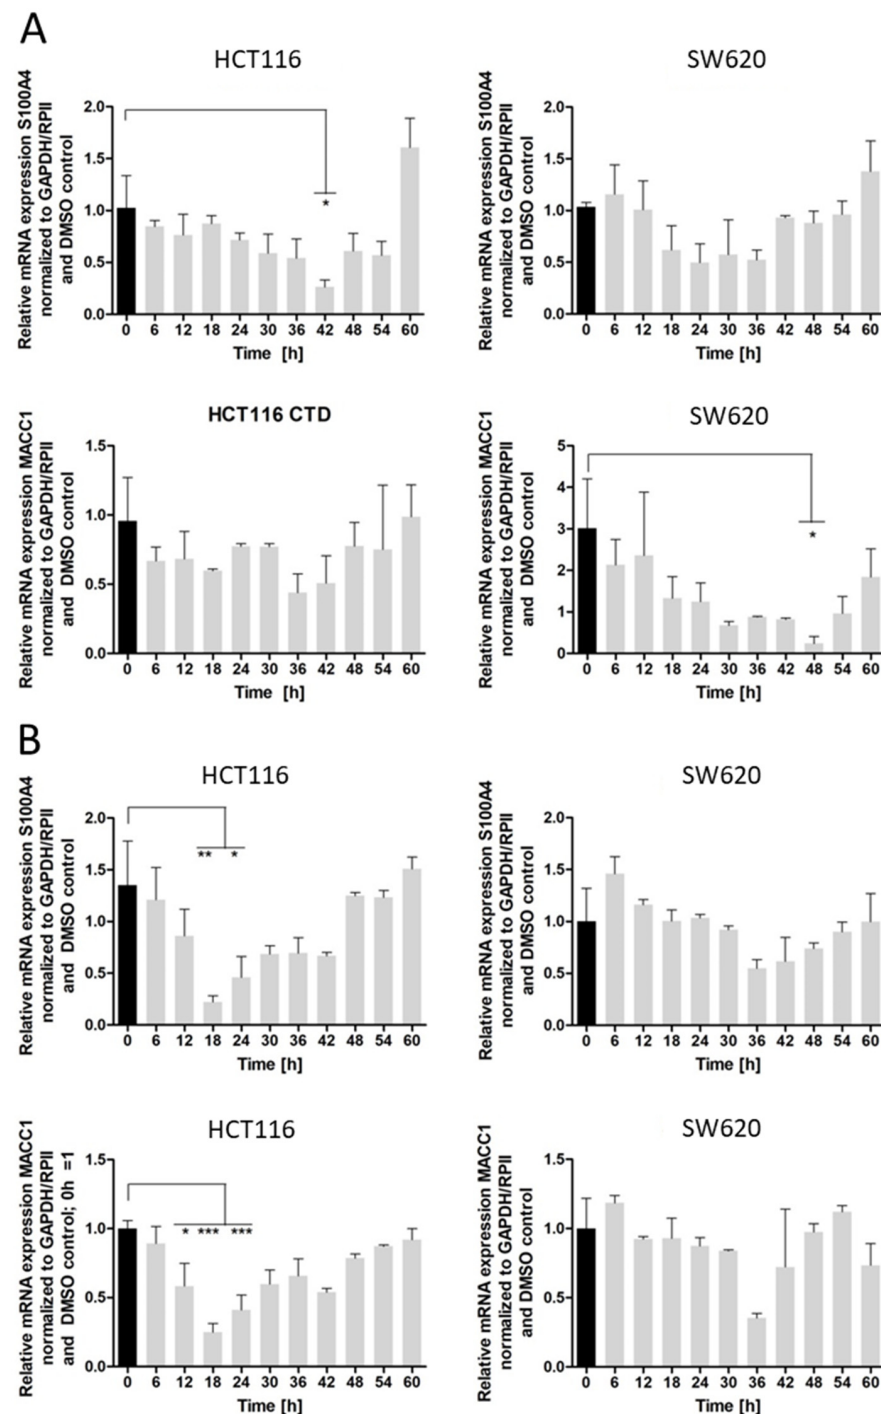 A
HCT116
Relative mRNA expression S100A4
normalized to GAPDH/RPII
and DMSO control
2.0
1.5
1.0
0.5
0.0
*
0 6 12 18 24 30 36 42 48 54 60
Time [h]
SW620
Relative mRNA expression S100A4
normalized to GAPDH/RPII
and DMSO control
2.0
1.5
1.0
0.5
0.0
0 6 12 18 24 30 36 42 48 54 60
Time [h]
HCT116 CTD
Relative mRNA expression MACC1
normalized to GAPDH/RPII
and DMSO control
1.5
1.0
0.5
0.0
0 6 12 18 24 30 36 42 48 54 60
Time [h]
SW620
Relative mRNA expression MACC1
normalized to GAPDH/RPII
and DMSO control
5
4
3
2
1
0
*
0 6 12 18 24 30 36 42 48 54 60
Time [h]
B
HCT116
Relative mRNA expression S100A4
normalized to GAPDH/RPII
and DMSO control
2.0
1.5
1.0
0.5
0.0
** *
0 6 12 18 24 30 36 42 48 54 60
Time [h]
SW620
Relative mRNA expression S100A4
normalized to GAPDH/RPII
and DMSO control
2.0
1.5
1.0
0.5
0.0
0 6 12 18 24 30 36 42 48 54 60
Time [h]
HCT116
Relative mRNA expression MACC1
normalized to GAPDH/RPII
and DMSO control; 0h =1
1.5
1.0
0.5
0.0
* *** ***
0 6 12 18 24 30 36 42 48 54 60
Time [h]
SW620
Relative mRNA expression MACC1
normalized to GAPDH/RPII
and DMSO control
1.5
1.0
0.5
0.0
0 6 12 18 24 30 36 42 48 54 60
Time [h]